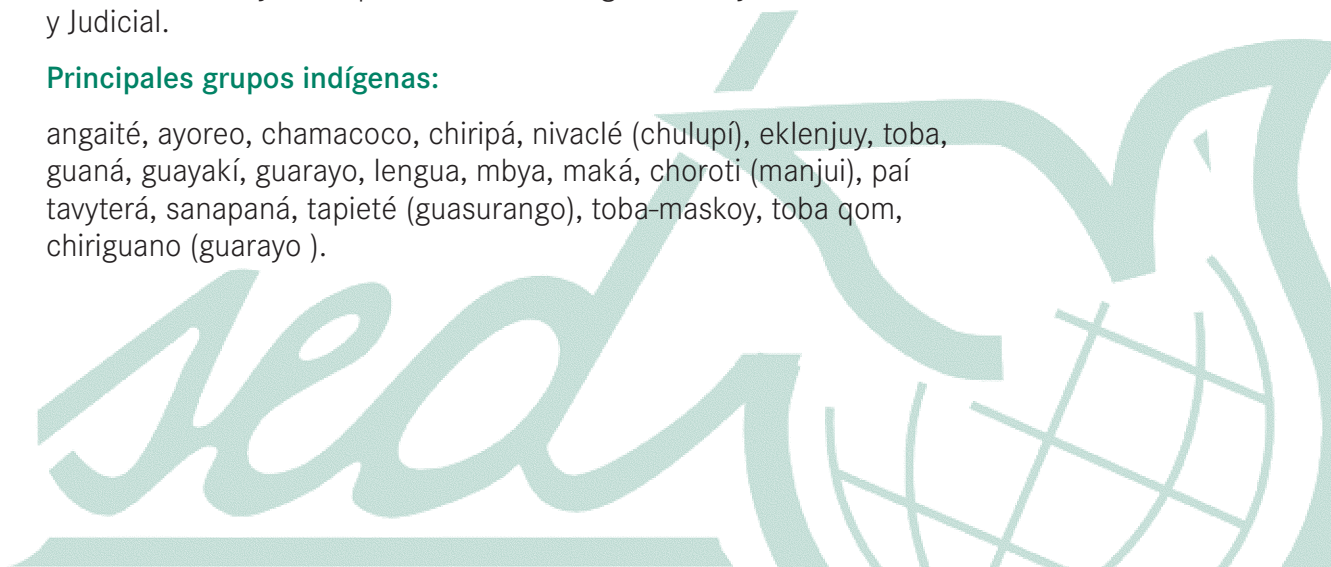 y Judicial.
Principales grupos indígenas:
angaité, ayoreo, chamacoco, chiripá, nivaclé (chulupí), eklenjuy, toba,
guaná, guayakí, guarayo, lengua, mbya, maká, choroti (manjui), paí
tavyterá, sanapaná, tapieté (guasurango), toba-maskoy, toba qom,
chiriguano (guarayo ).
sed